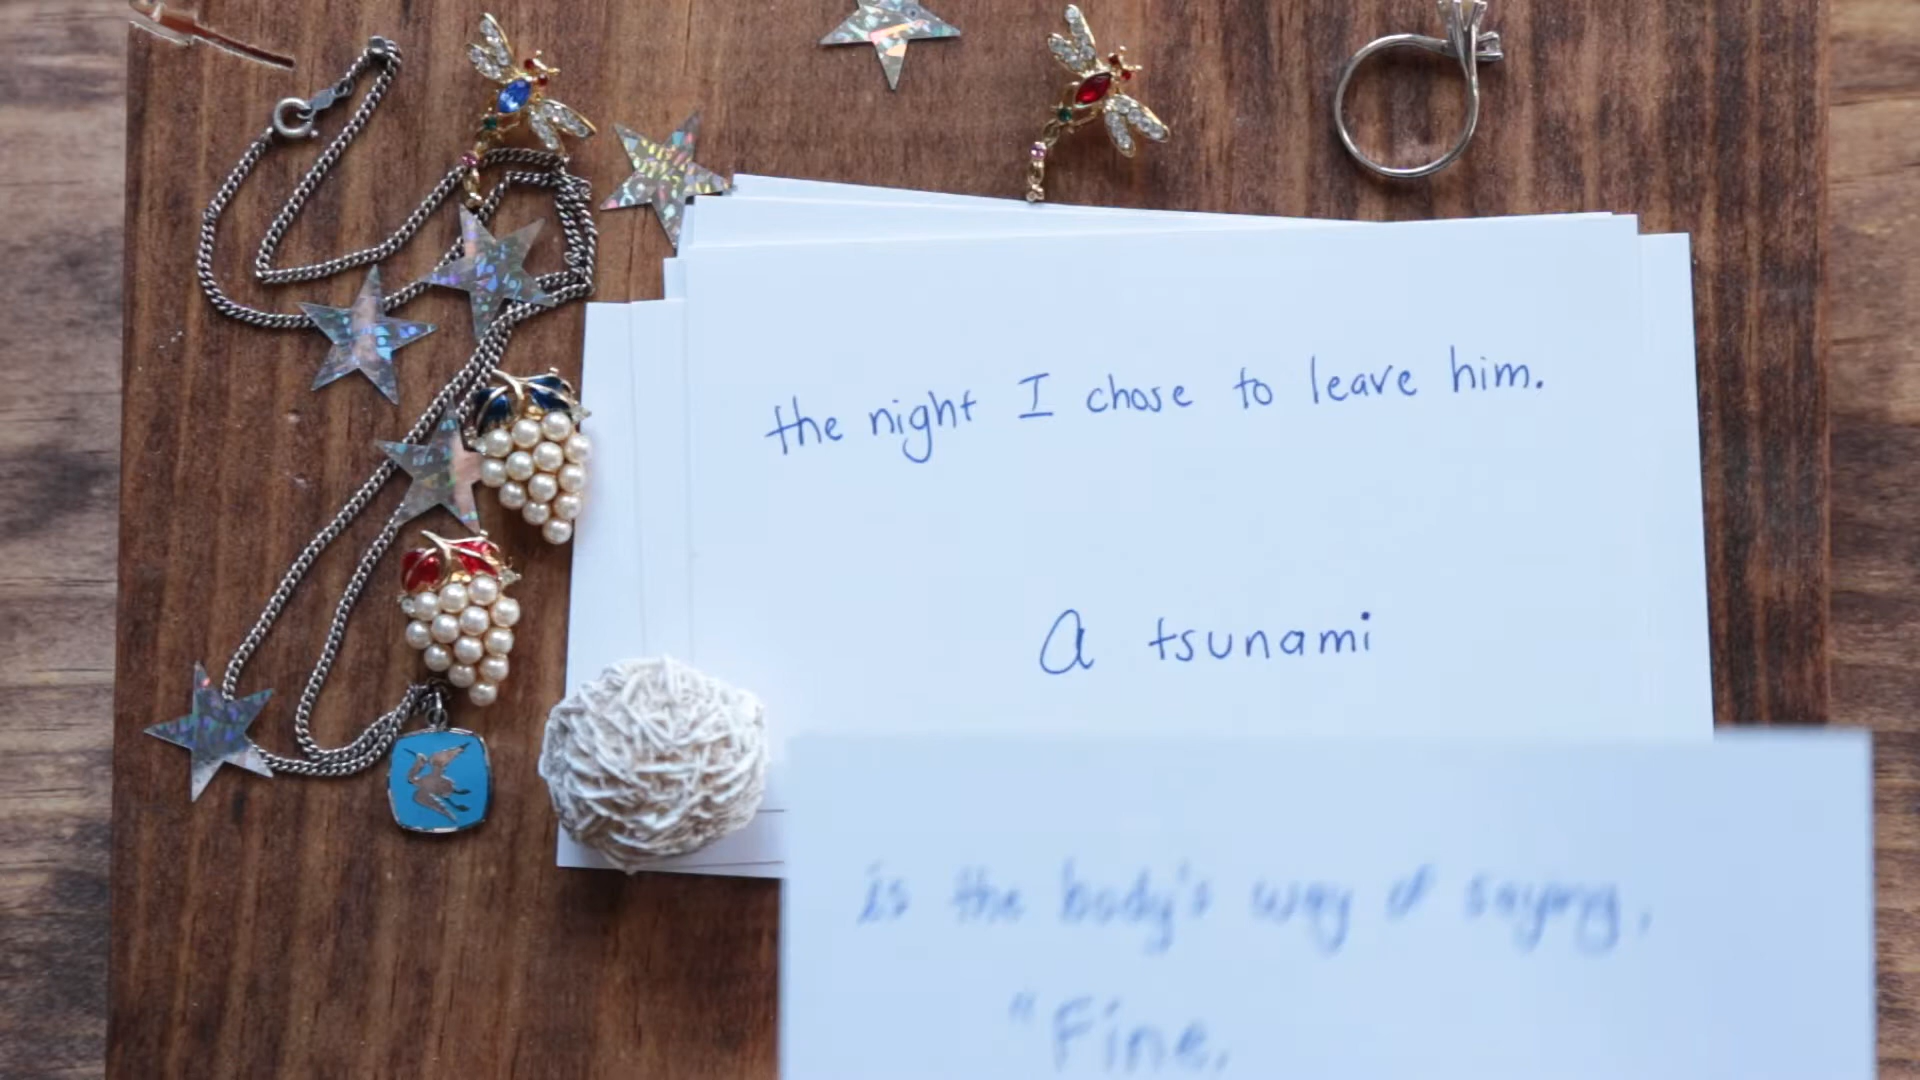 the night I chose to leave him.
A tsunami
is the body's way of saying,
"Fine.